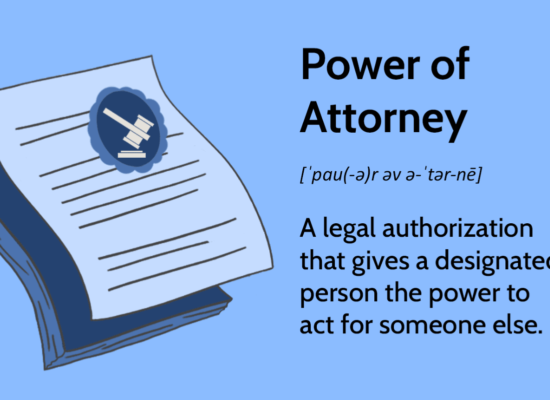 Power of
Attorney
[ˈpau(-ə)r əv ə-ˈtər-nē]
A legal authorization
that gives a designated
person the power to
act for someone else.